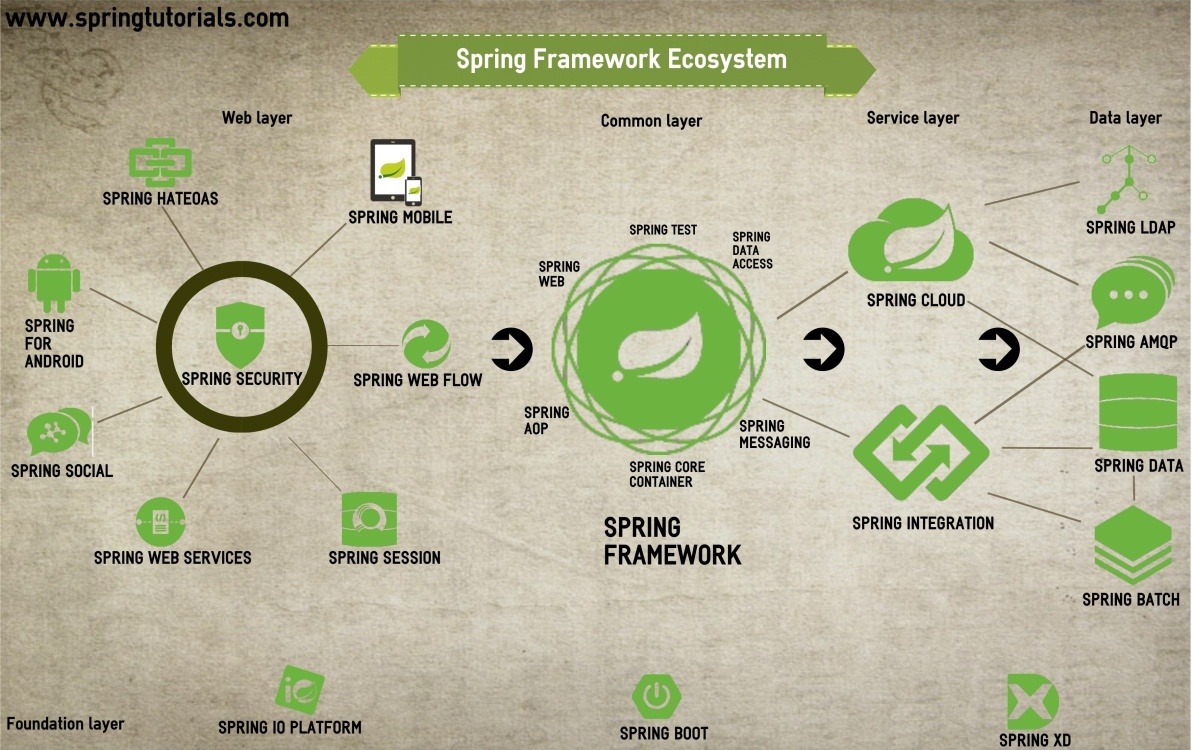 www.springtutorials.com
Spring Framework Ecosystem
Web layer
Common layer
Service layer
Data layer
SPRING HATEOAS
SPRING MOBILE
SPRING
FOR
ANDROID
SPRING SECURITY
SPRING WEB FLOW
SPRING SOCIAL
SPRING WEB SERVICES
SPRING SESSION
SPRING TEST
SPRING
DATA
ACCESS
SPRING
WEB
SPRING
AOP
SPRING
MESSAGING
SPRING CORE
CONTAINER
SPRING
FRAMEWORK
SPRING CLOUD
SPRING INTEGRATION
SPRING LDAP
SPRING AMQP
SPRING DATA
SPRING BATCH
Foundation layer
iO
SPRING IO PLATFORM
SPRING BOOT
SPRING XD